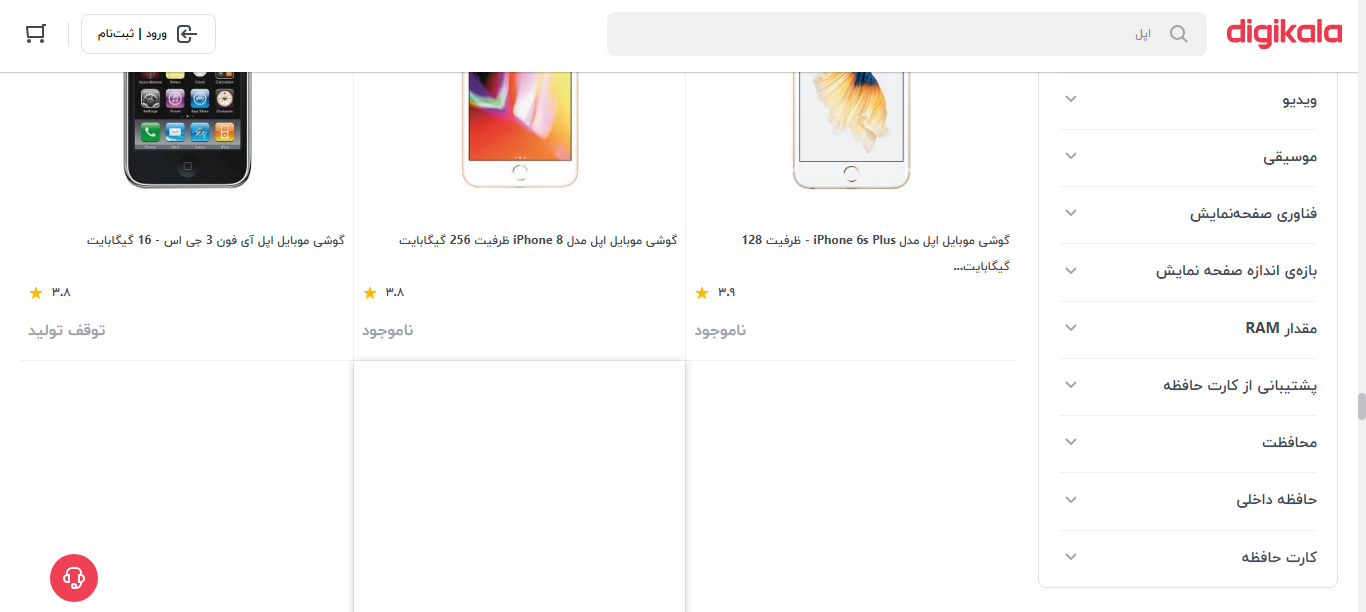 digikala
اپل
ورود | ثبت‌نام
ویدیو
موسیقی
فناوری صفحه‌نمایش
بازه‌ی اندازه صفحه نمایش
مقدار RAM
پشتیبانی از کارت حافظه
محافظت
حافظه داخلی
کارت حافظه
گوشی موبایل اپل مدل iPhone 6s Plus - ظرفیت 128
گیگابایت...
۳.۹
ناموجود
گوشی موبایل اپل مدل iPhone 8 ظرفیت 256 گیگابایت
۳.۸
ناموجود
گوشی موبایل اپل آی فون 3 جی اس - 16 گیگابایت
۳.۸
توقف تولید